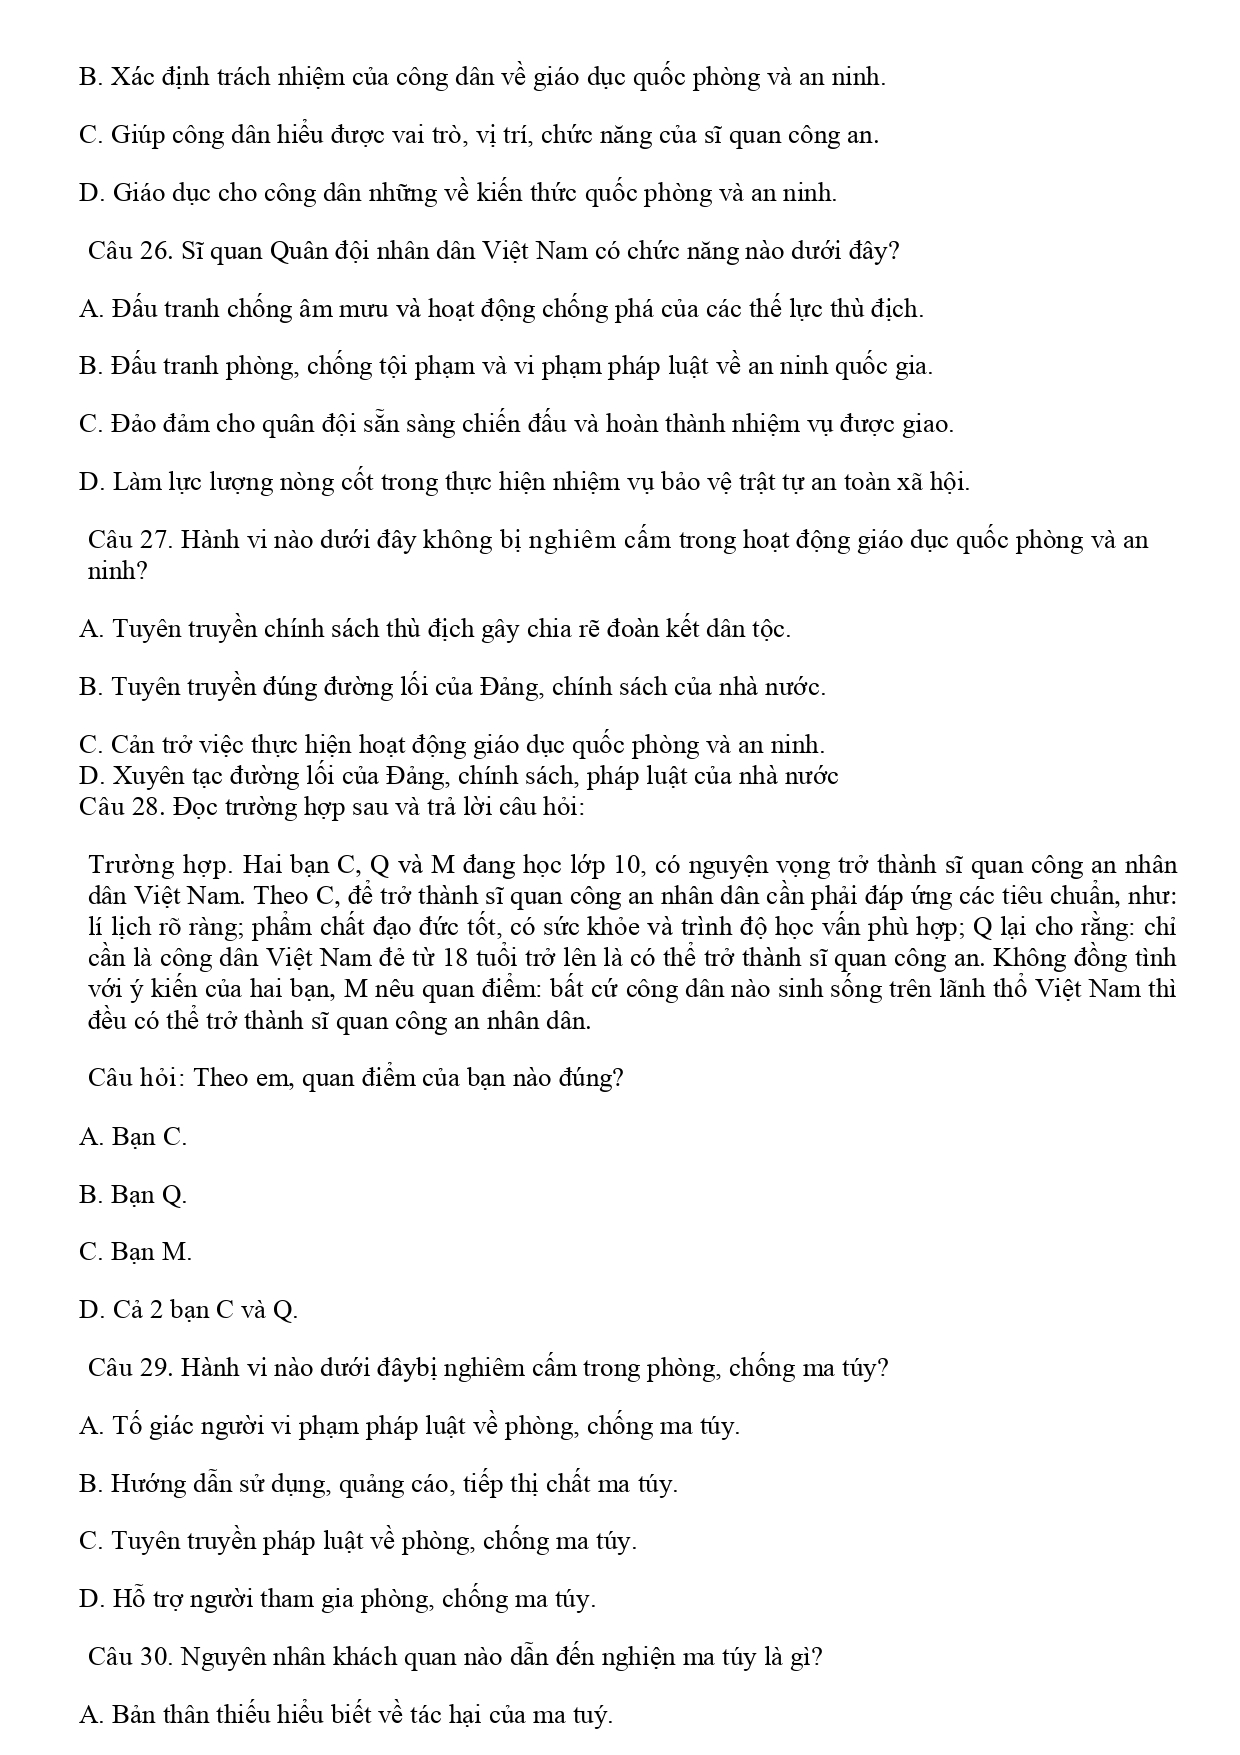 B. Xác định trách nhiệm của công dân về giáo dục quốc phòng và an ninh.
C. Giúp công dân hiểu được vai trò, vị trí, chức năng của sĩ quan công an.
D. Giáo dục cho công dân những về kiến thức quốc phòng và an ninh.
Câu 26. Sĩ quan Quân đội nhân dân Việt Nam có chức năng nào dưới đây?
A. Đấu tranh chống âm mưu và hoạt động chống phá của các thế lực thù địch.
B. Đấu tranh phòng, chống tội phạm và vi phạm pháp luật về an ninh quốc gia.
C. Đảo đảm cho quân đội sẵn sàng chiến đấu và hoàn thành nhiệm vụ được giao.
D. Làm lực lượng nòng cốt trong thực hiện nhiệm vụ bảo vệ trật tự an toàn xã hội.
Câu 27. Hành vi nào dưới đây không bị nghiêm cấm trong hoạt động giáo dục quốc phòng và an
ninh?
A. Tuyên truyền chính sách thù địch gây chia rẽ đoàn kết dân tộc.
B. Tuyên truyền đúng đường lối của Đảng, chính sách của nhà nước.
C. Cản trở việc thực hiện hoạt động giáo dục quốc phòng và an ninh.
D. Xuyên tạc đường lối của Đảng, chính sách, pháp luật của nhà nước
Câu 28. Đọc trường hợp sau và trả lời câu hỏi:
Trường hợp. Hai bạn C, Q và M đang học lớp 10, có nguyện vọng trở thành sĩ quan công an nhân
dân Việt Nam. Theo C, để trở thành sĩ quan công an nhân dân cần phải đáp ứng các tiêu chuẩn, như:
lí lịch rõ ràng; phẩm chất đạo đức tốt, có sức khỏe và trình độ học vấn phù hợp; Q lại cho rằng: chỉ
cần là công dân Việt Nam đẻ từ 18 tuổi trở lên là có thể trở thành sĩ quan công an. Không đồng tình
với ý kiến của hai bạn, M nêu quan điểm: bất cứ công dân nào sinh sống trên lãnh thổ Việt Nam thì
đều có thể trở thành sĩ quan công an nhân dân.
Câu hỏi: Theo em, quan điểm của bạn nào đúng?
A. Bạn C.
B. Bạn Q.
C. Bạn M.
D. Cả 2 bạn C và Q.
Câu 29. Hành vi nào dưới đâybị nghiêm cấm trong phòng, chống ma túy?
A. Tố giác người vi phạm pháp luật về phòng, chống ma túy.
B. Hướng dẫn sử dụng, quảng cáo, tiếp thị chất ma túy.
C. Tuyên truyền pháp luật về phòng, chống ma túy.
D. Hỗ trợ người tham gia phòng, chống ma túy.
Câu 30. Nguyên nhân khách quan nào dẫn đến nghiện ma túy là gì?
A. Bản thân thiếu hiểu biết về tác hại của ma tuý.